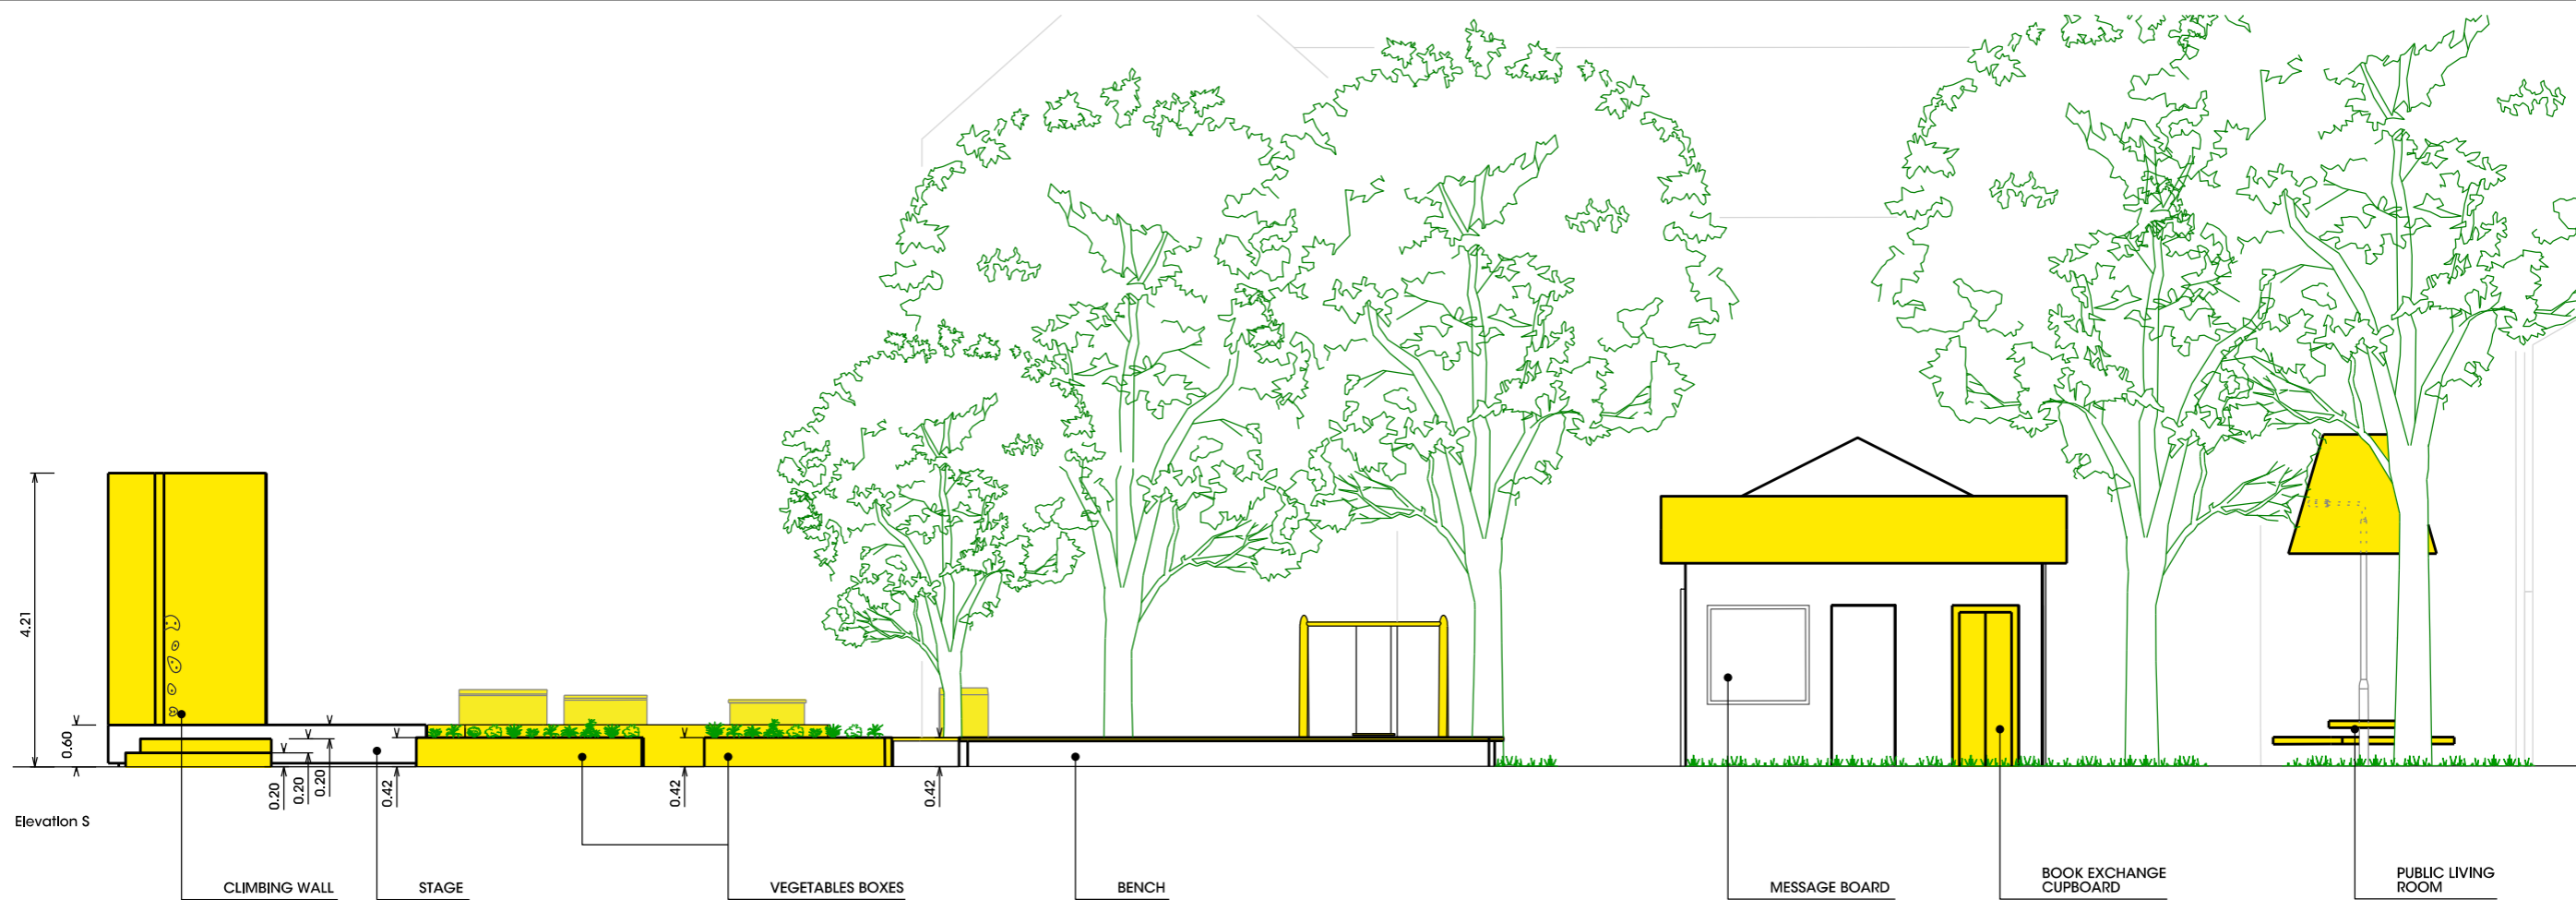 4.21
0.60
0.20
0.20
0.20
0.42
0.42
0.42
Elevation S
CLIMBING WALL
STAGE
VEGETABLES BOXES
BENCH
MESSAGE BOARD
BOOK EXCHANGE
CUPBOARD
PUBLIC LIVING
ROOM